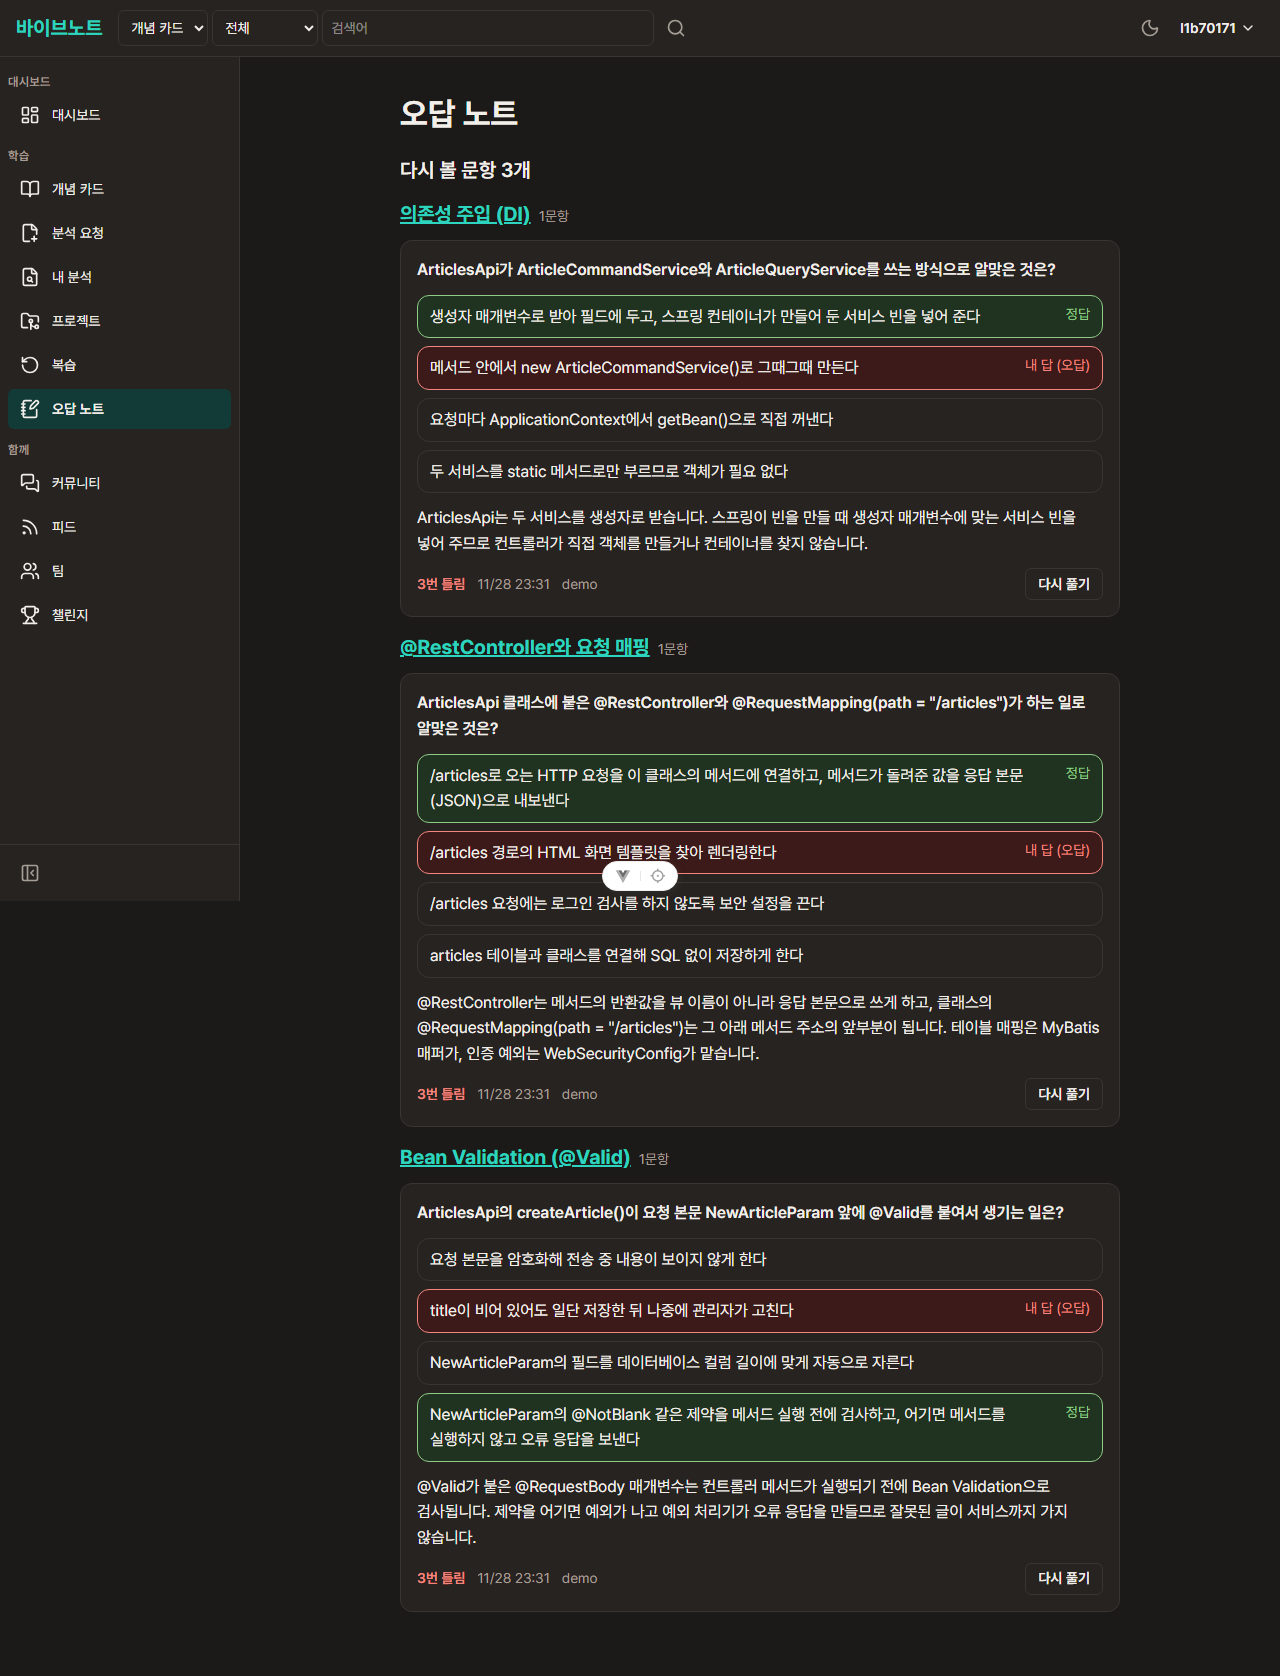 바이브노트
개념 카드
전체
검색어
l1b70171
대시보드
대시보드
학습
개념 카드
분석 요청
내 분석
프로젝트
복습
오답 노트
함께
커뮤니티
피드
팀
챌린지
오답 노트
다시 볼 문항 3개
의존성 주입 (DI) 1문항
ArticlesApi가 ArticleCommandService와 ArticleQueryService를 쓰는 방식으로 알맞은 것은?
생성자 매개변수로 받아 필드에 두고, 스프링 컨테이너가 만들어 둔 서비스 빈을 넣어 준다 정답
메서드 안에서 new ArticleCommandService()로 그때그때 만든다 내 답 (오답)
요청마다 ApplicationContext에서 getBean()으로 직접 꺼낸다
두 서비스를 static 메서드로만 부르므로 객체가 필요 없다
ArticlesApi는 두 서비스를 생성자로 받습니다. 스프링이 빈을 만들 때 생성자 매개변수에 맞는 서비스 빈을
넣어 주므로 컨트롤러가 직접 객체를 만들거나 컨테이너를 찾지 않습니다.
3번 틀림 11/28 23:31 demo 다시 풀기
@RestController와 요청 매핑 1문항
ArticlesApi 클래스에 붙은 @RestController와 @RequestMapping(path = "/articles")가 하는 일로
알맞은 것은?
/articles로 오는 HTTP 요청을 이 클래스의 메서드에 연결하고, 메서드가 돌려준 값을 응답 본문 정답
(JSON)으로 내보낸다
/articles 경로의 HTML 화면 템플릿을 찾아 렌더링한다 내 답 (오답)
/articles 요청에는 로그인 검사를 하지 않도록 보안 설정을 끈다
articles 테이블과 클래스를 연결해 SQL 없이 저장하게 한다
@RestController는 메서드의 반환값을 뷰 이름이 아니라 응답 본문으로 쓰게 하고, 클래스의
@RequestMapping(path = "/articles")는 그 아래 메서드 주소의 앞부분이 됩니다. 테이블 매핑은 MyBatis
매퍼가, 인증 예외는 WebSecurityConfig가 맡습니다.
3번 틀림 11/28 23:31 demo 다시 풀기
Bean Validation (@Valid) 1문항
ArticlesApi의 createArticle()이 요청 본문 NewArticleParam 앞에 @Valid를 붙여서 생기는 일은?
요청 본문을 암호화해 전송 중 내용이 보이지 않게 한다
title이 비어 있어도 일단 저장한 뒤 나중에 관리자가 고친다 내 답 (오답)
NewArticleParam의 필드를 데이터베이스 컬럼 길이에 맞게 자동으로 자른다
NewArticleParam의 @NotBlank 같은 제약을 메서드 실행 전에 검사하고, 어기면 메서드를 정답
실행하지 않고 오류 응답을 보낸다
@Valid가 붙은 @RequestBody 매개변수는 컨트롤러 메서드가 실행되기 전에 Bean Validation으로
검사됩니다. 제약을 어기면 예외가 나고 예외 처리기가 오류 응답을 만들므로 잘못된 글이 서비스까지 가지
않습니다.
3번 틀림 11/28 23:31 demo 다시 풀기